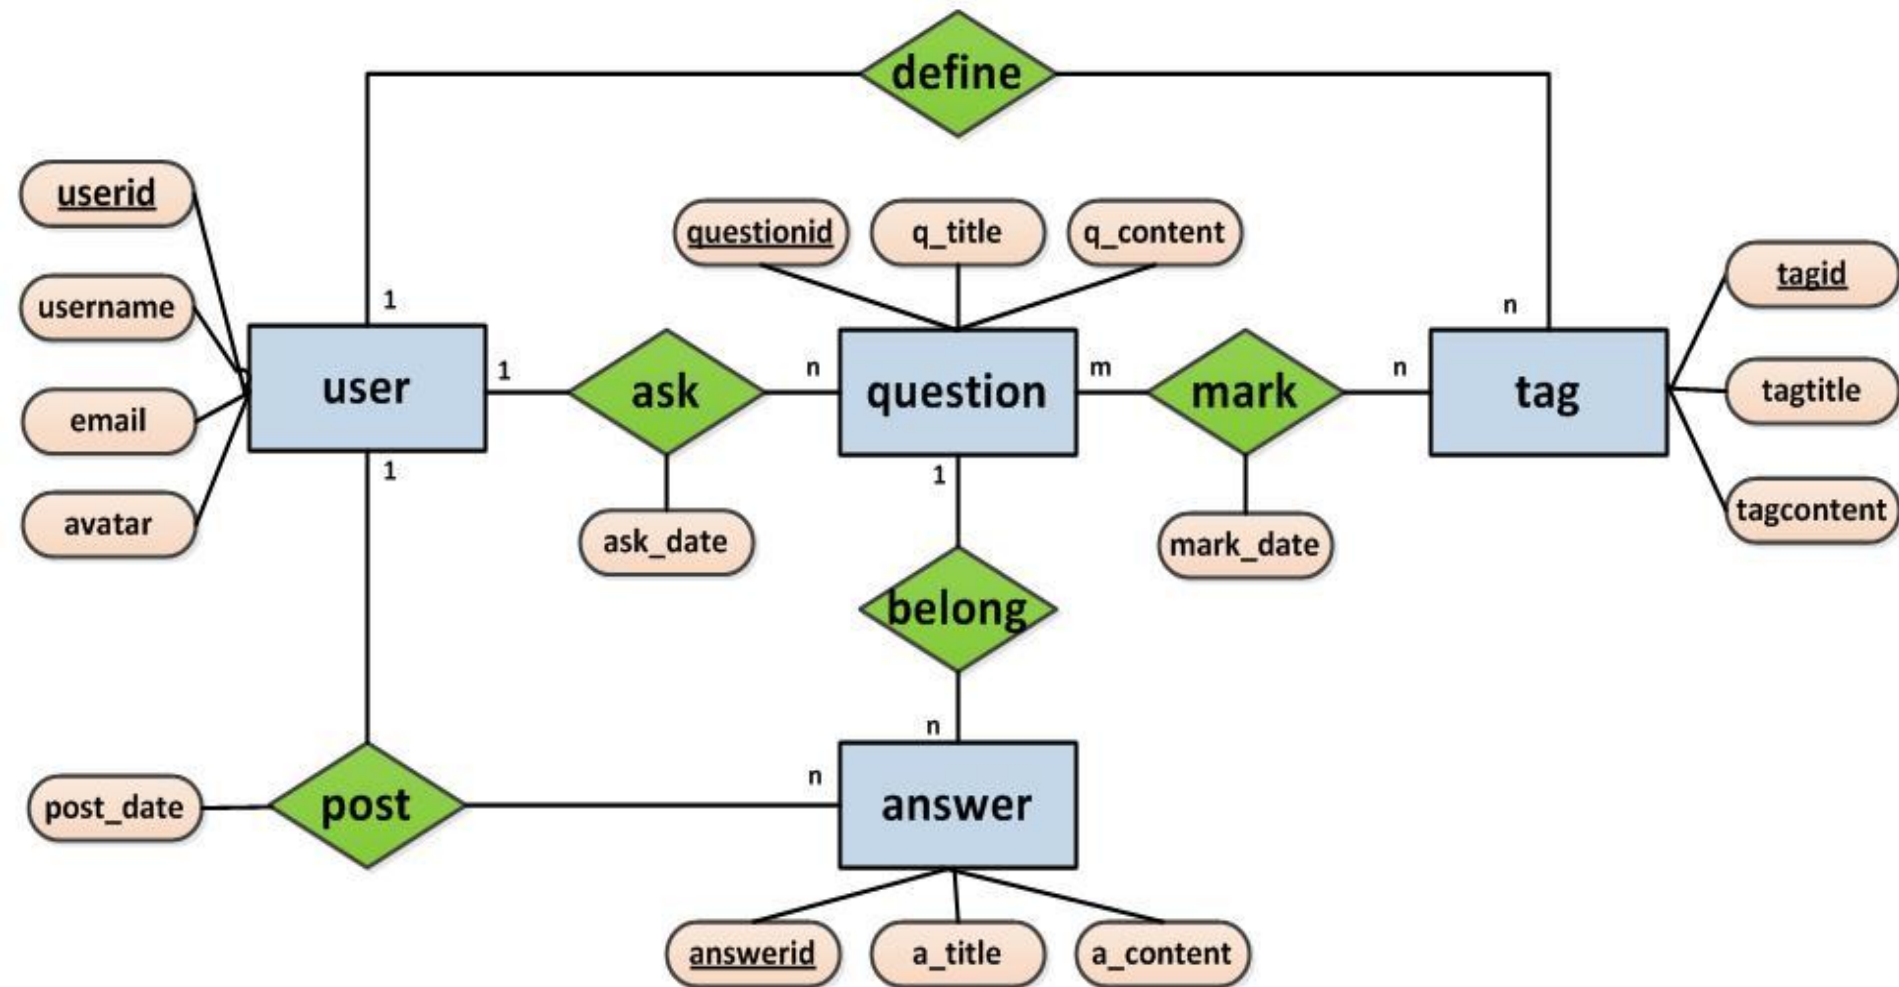 define
userid
questionid
q_title
q_content
tagid
username
1
n
user
1
ask
n
question
m
mark
n
tag
tagtitle
email
1
1
avatar
ask_date
mark_date
tagcontent
belong
n
n
post_date
post
answer
answerid
a_title
a_content